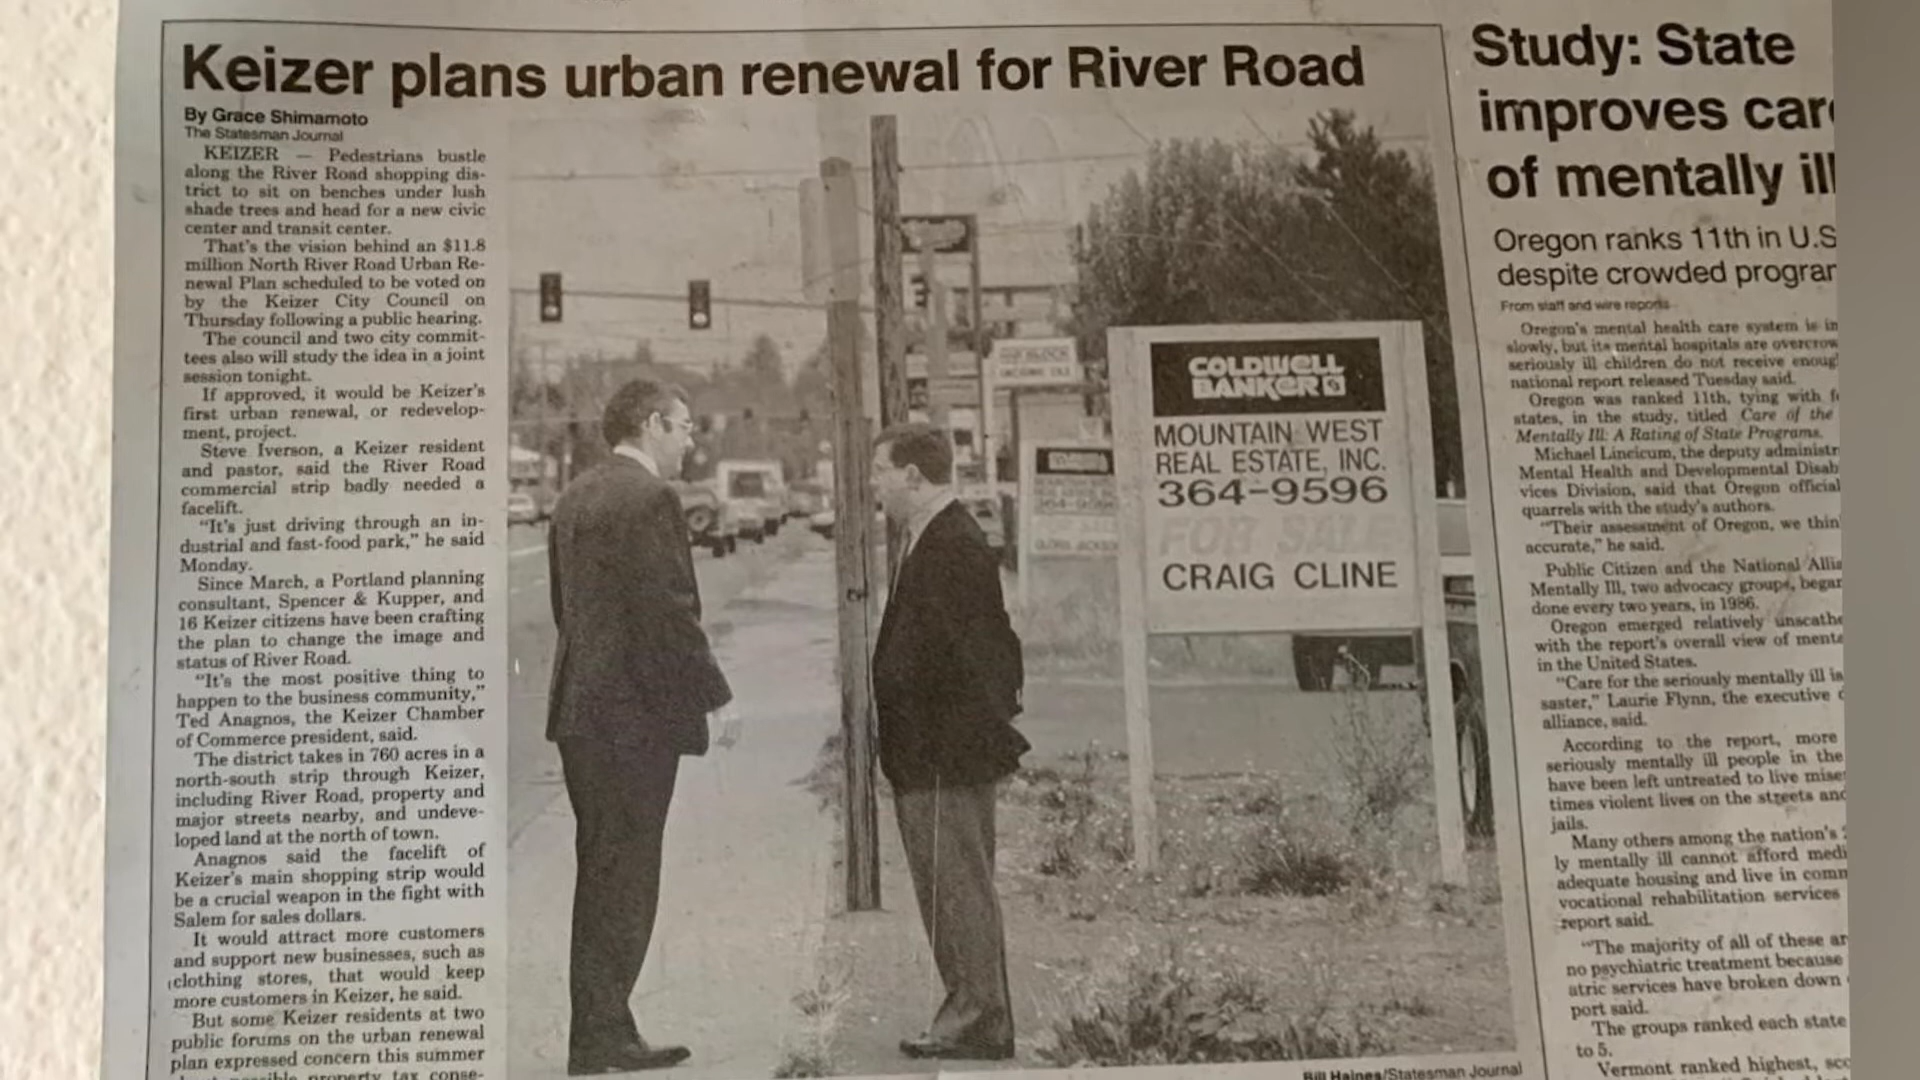 Keizer plans urban renewal for River Road
By Grace Shimamoto
The Statesman Journal
KEIZER — Pedestrians bustle
along the River Road shopping dis-
trict to sit on benches under lush
shade trees and head for a new civic
center and transit center.
That's the vision behind an $11.8
million North River Road Urban Re-
newal Plan scheduled to be voted on
by the Keizer City Council on
Thursday following a public hearing.
The council and two city commit-
tees also will study the idea in a joint
session tonight.
If approved, it would be Keizer's
first urban renewal, or redevelop-
ment, project.
Steve Iverson, a Keizer resident
and pastor, said the River Road
commercial strip badly needed a
facelift.
"It's just driving through an in-
dustrial and fast-food park," he said
Monday.
Since March, a Portland planning
consultant, Spencer & Kupper, and
16 Keizer citizens have been crafting
the plan to change the image and
status of River Road.
"It's the most positive thing to
happen to the business community,"
Ted Anagnos, the Keizer Chamber
of Commerce president, said.
The district takes in 760 acres in a
north-south strip through Keizer,
including River Road, property and
major streets nearby, and undeve-
loped land at the north of town.
Anagnos said the facelift of
Keizer's main shopping strip would
be a crucial weapon in the fight with
Salem for sales dollars.
It would attract more customers
and support new businesses, such as
clothing stores, that would keep
more customers in Keizer, he said.
But some Keizer residents at two
public forums on the urban renewal
plan expressed concern this summer
possible property tax conse-
COLDWELL
BANKER
MOUNTAIN WEST
REAL ESTATE, INC.
364-9596
FOR SALE
CRAIG CLINE
Bill Haines/Statesman Journal
Study: State
improves car
of mentally ill
Oregon ranks 11th in U.S
despite crowded progra
From staff and wire reports
Oregon's mental health care system is
slowly, but its mental hospitals are
seriously ill children do not receive
national report released Tuesday said.
Oregon was ranked 11th, tying with
states, in the study, titled Care of the
Mentally Ill: A Rating of State Programs.
Michael Lincicum, the deputy
Mental Health and Developmental
vices Division, said that Oregon official
quarrels with the study's authors.
"Their assessment of Oregon, we
accurate," he said.
Public Citizen and the National
Mentally Ill, two advocacy groups, began
done every two years, in 1986.
Oregon emerged relatively
with the report's overall view of
in the United States.
"Care for the seriously mentally ill is
saster," Laurie Flynn, the executive
alliance, said.
According to the report, more
seriously mentally ill people in the
have been left untreated to live
times violent lives on the streets and
jails.
Many others among the nation's
ly mentally ill cannot afford
adequate housing and live in
vocational rehabilitation services
report said.
"The majority of all of these
no psychiatric treatment because
atric services have broken down
port said.
The groups ranked each state
to 5.
Vermont ranked highest,